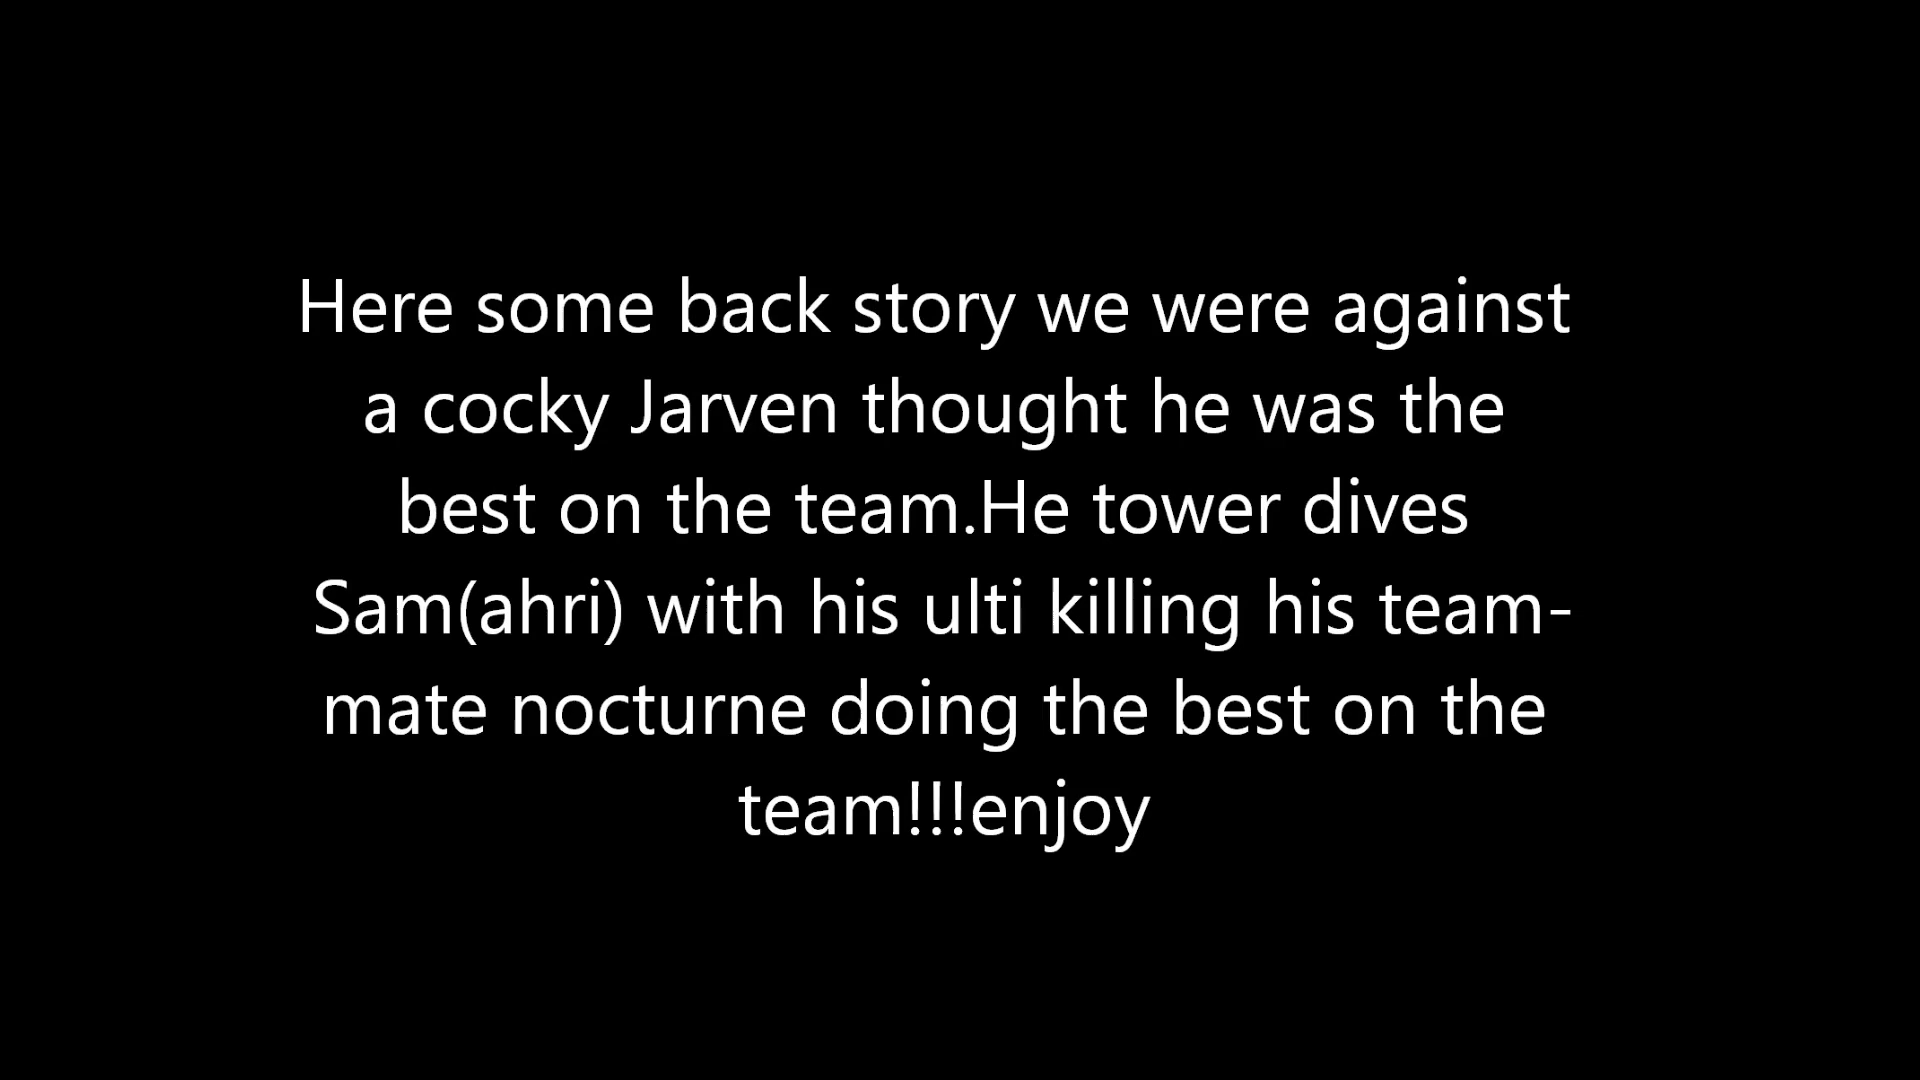 Here some back story we were against
a cocky Jarven thought he was the
best on the team.He tower dives
Sam(ahri) with his ulti killing his team-
mate nocturne doing the best on the
team!!!enjoy